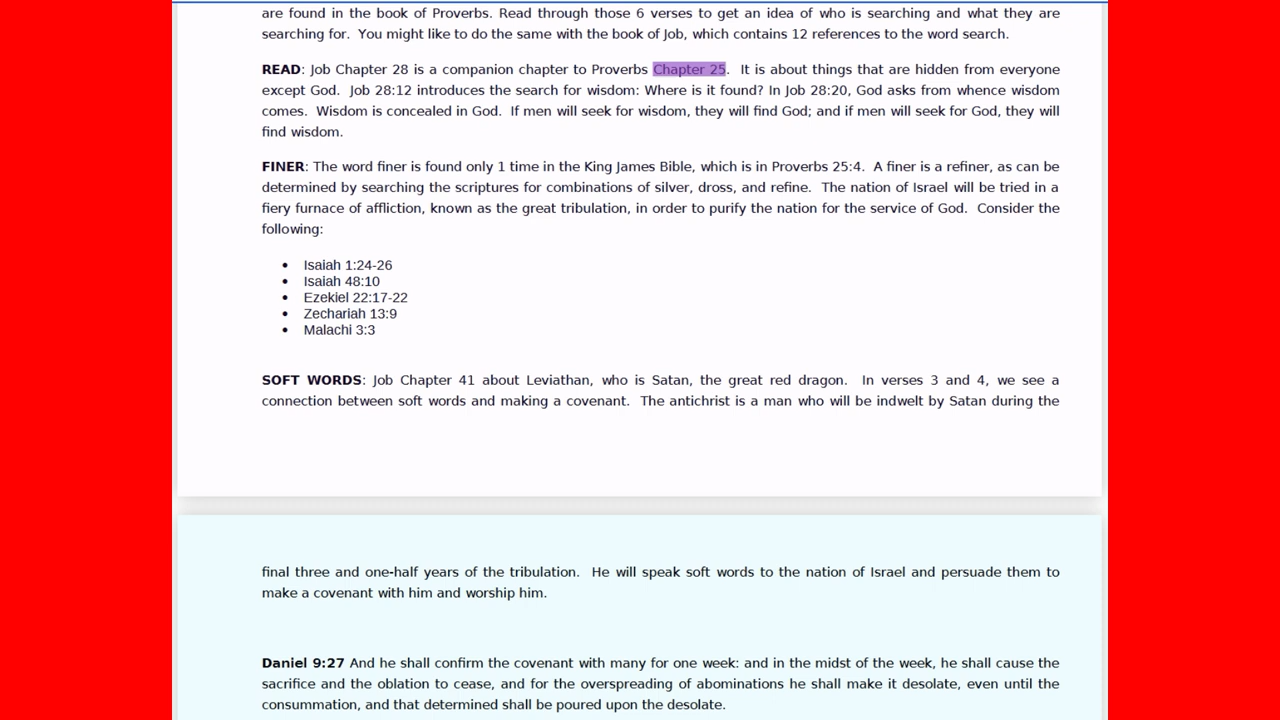 are found in the book of Proverbs. Read through those 6 verses to get an idea of who is searching and what they are
searching for. You might like to do the same with the book of Job, which contains 12 references to the word search.
READ: Job Chapter 28 is a companion chapter to Proverbs Chapter 25. It is about things that are hidden from everyone
except God. Job 28:12 introduces the search for wisdom: Where is it found? In Job 28:20, God asks from whence wisdom
comes. Wisdom is concealed in God. If men will seek for wisdom, they will find God; and if men will seek for God, they will
find wisdom.
FINER: The word finer is found only 1 time in the King James Bible, which is in Proverbs 25:4. A finer is a refiner, as can be
determined by searching the scriptures for combinations of silver, dross, and refine. The nation of Israel will be tried in a
fiery furnace of affliction, known as the great tribulation, in order to purify the nation for the service of God. Consider the
following:
• Isaiah 1:24-26
• Isaiah 48:10
• Ezekiel 22:17-22
• Zechariah 13:9
• Malachi 3:3
SOFT WORDS: Job Chapter 41 about Leviathan, who is Satan, the great red dragon. In verses 3 and 4, we see a
connection between soft words and making a covenant. The antichrist is a man who will be indwelt by Satan during the
final three and one-half years of the tribulation. He will speak soft words to the nation of Israel and persuade them to
make a covenant with him and worship him.
Daniel 9:27 And he shall confirm the covenant with many for one week: and in the midst of the week, he shall cause the
sacrifice and the oblation to cease, and for the overspreading of abominations he shall make it desolate, even until the
consummation, and that determined shall be poured upon the desolate.